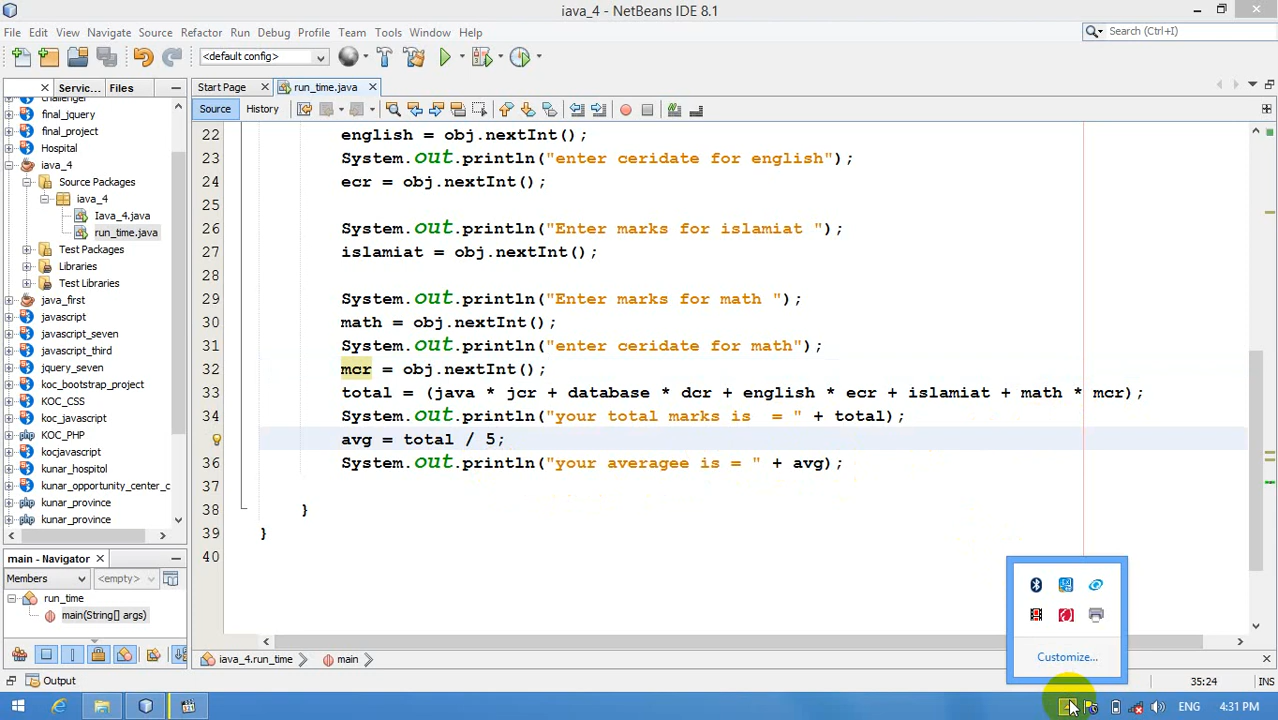 iava_4 - NetBeans IDE 8.1
File Edit View Navigate Source Refactor Run Debug Profile Team Tools Window Help
Search (Ctrl+I)
<default config>
Servic... Files
Start Page run_time.java
Source History
challenger
final_jquery
final_project
Hospital
iava_4
Source Packages
iava_4
Iava_4.java
run_time.java
Test Packages
Libraries
Test Libraries
java_first
javascript
javascript_seven
javascript_third
jquery_seven
koc_bootstrap_project
KOC_CSS
koc_javascript
KOC_PHP
kocjavascript
kunar_hospitol
kunar_opportunity_center_c
kunar_province
kunar_province
22 english = obj.nextInt();
23 System.out.println("enter ceridate for english");
24 ecr = obj.nextInt();
25
26 System.out.println("Enter marks for islamiat ");
27 islamiat = obj.nextInt();
28
29 System.out.println("Enter marks for math ");
30 math = obj.nextInt();
31 System.out.println("enter ceridate for math");
32 mcr = obj.nextInt();
33 total = (java * jcr + database * dcr + english * ecr + islamiat + math * mcr);
34 System.out.println("your total marks is  = " + total);
avg = total / 5;
36 System.out.println("your averagee is = " + avg);
37
38 }
39 }
40
main - Navigator
Members <empty>
run_time
main(String[] args)
iava_4.run_time main
Output
Customize...
35:24 INS
ENG 4:31 PM